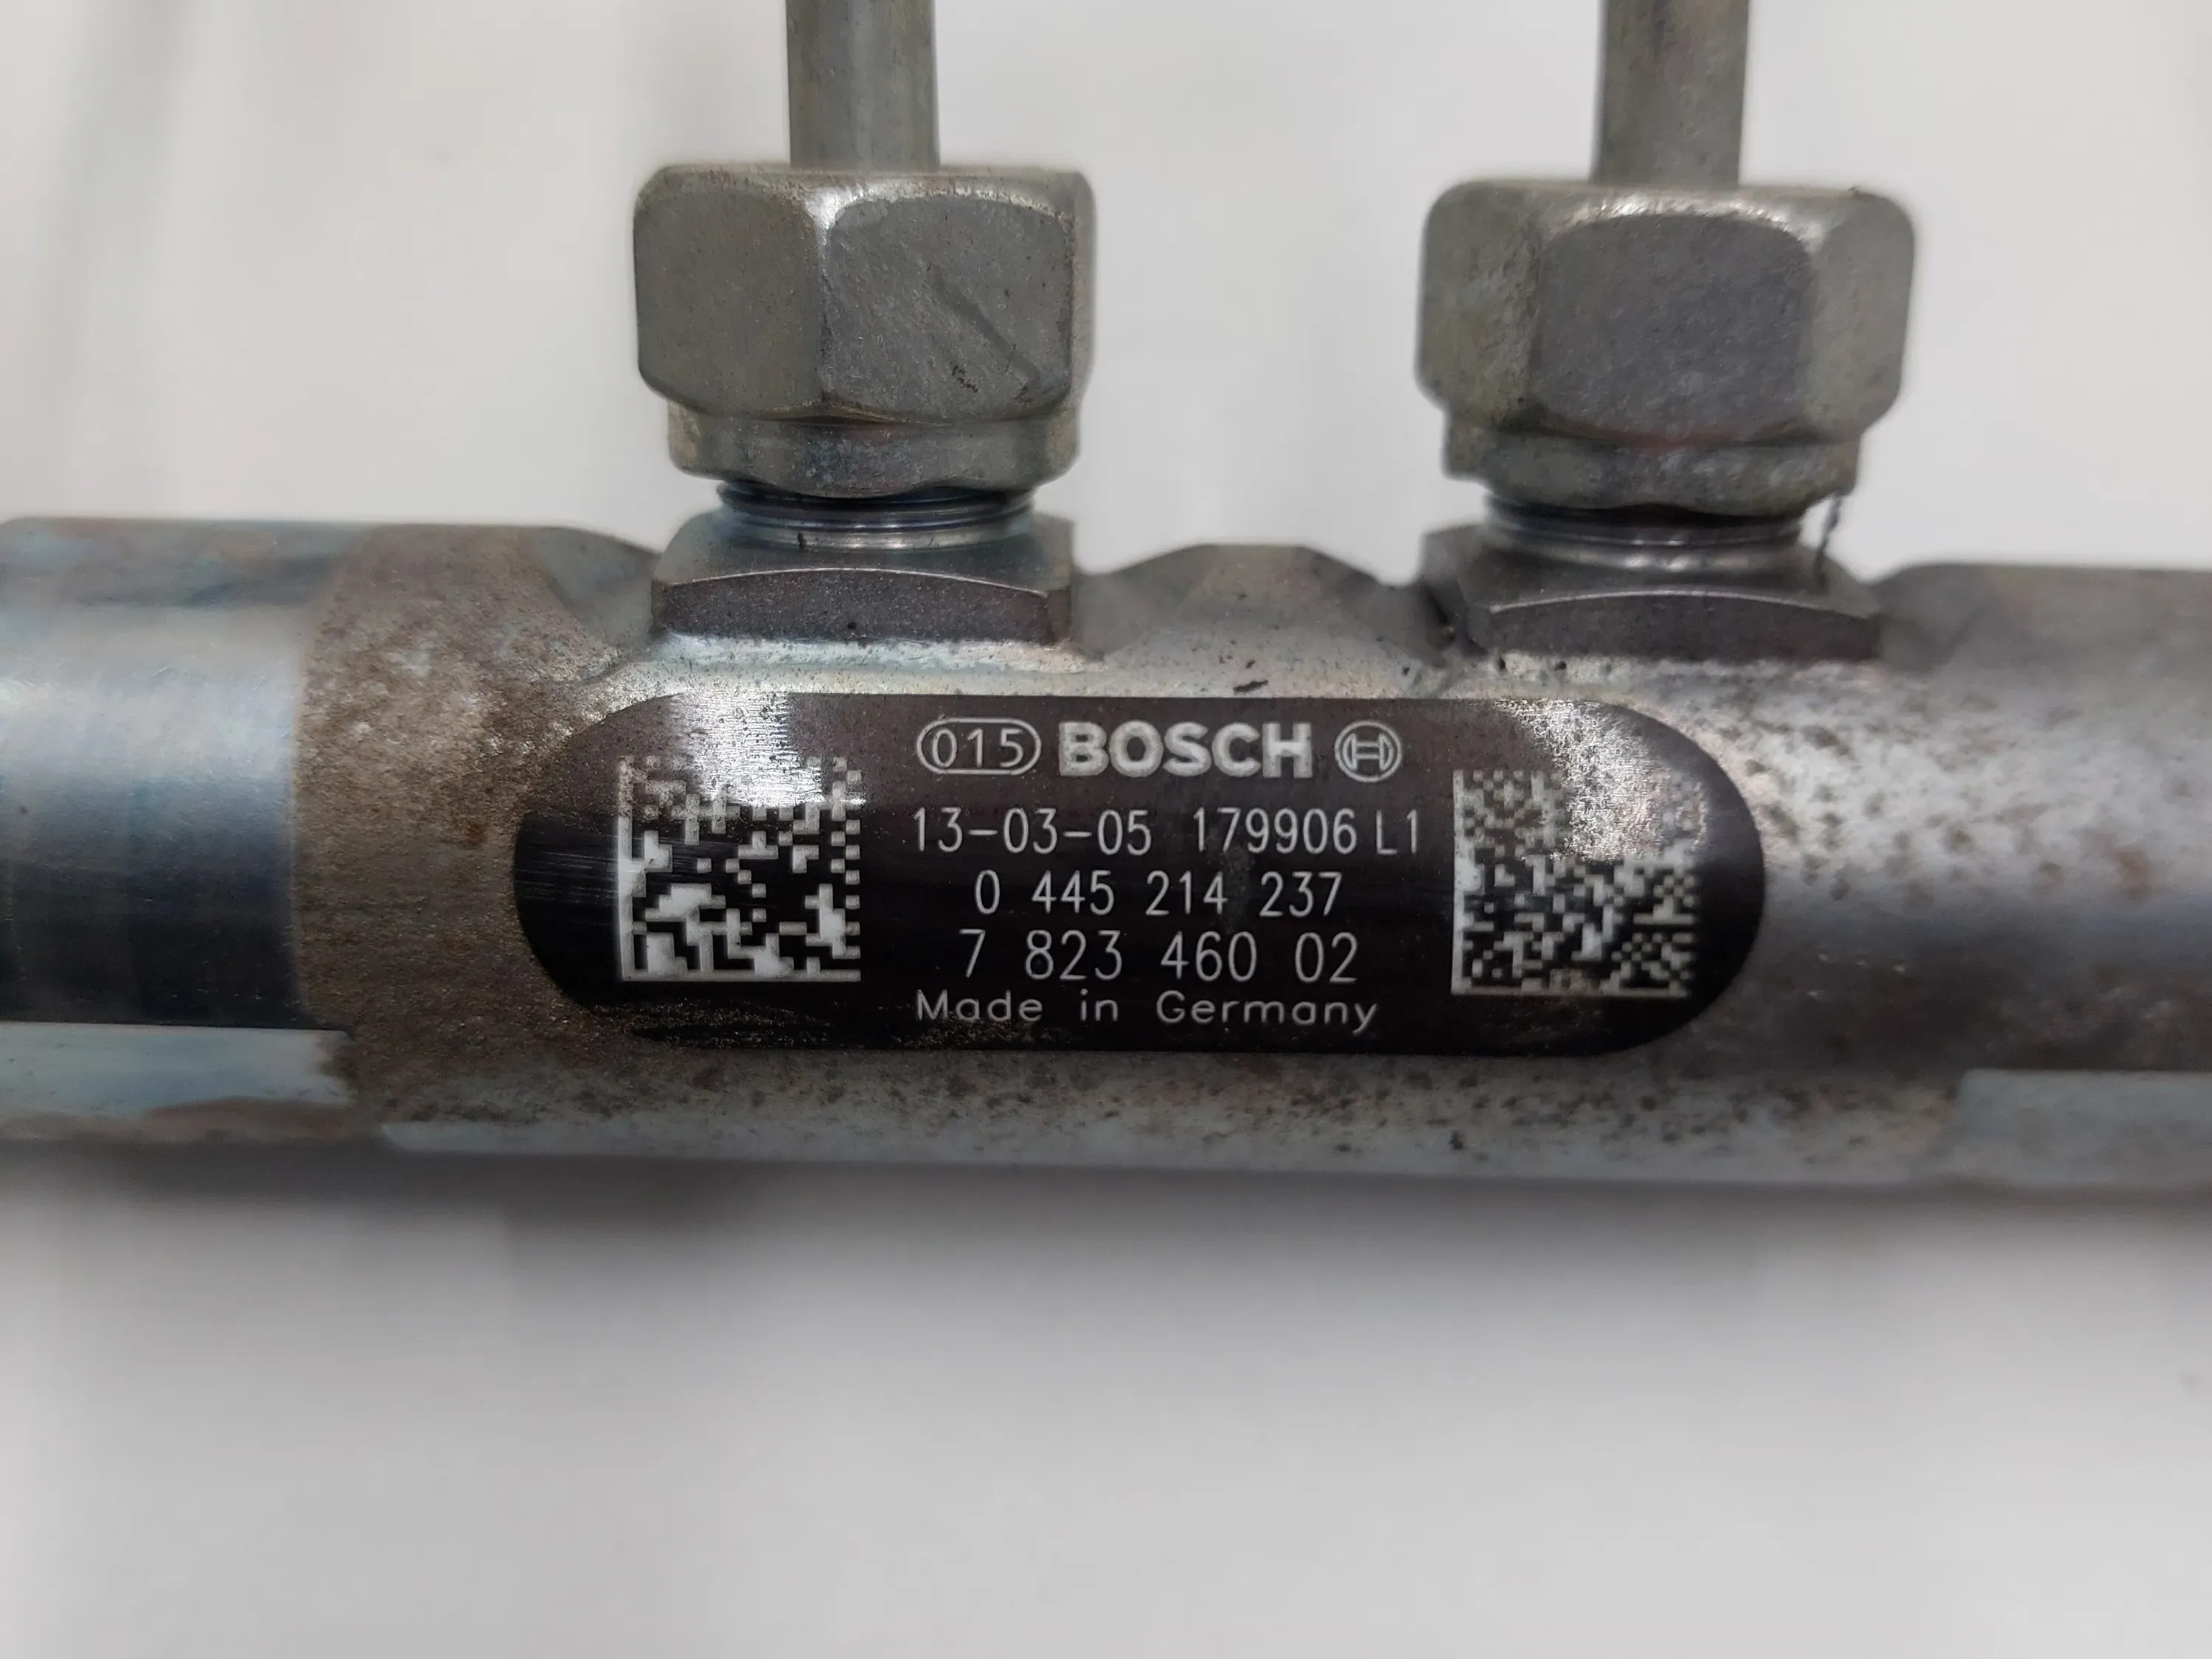 015 BOSCH
13-03-05 179906 L1
0 445 214 237
7 823 460 02
Made in Germany